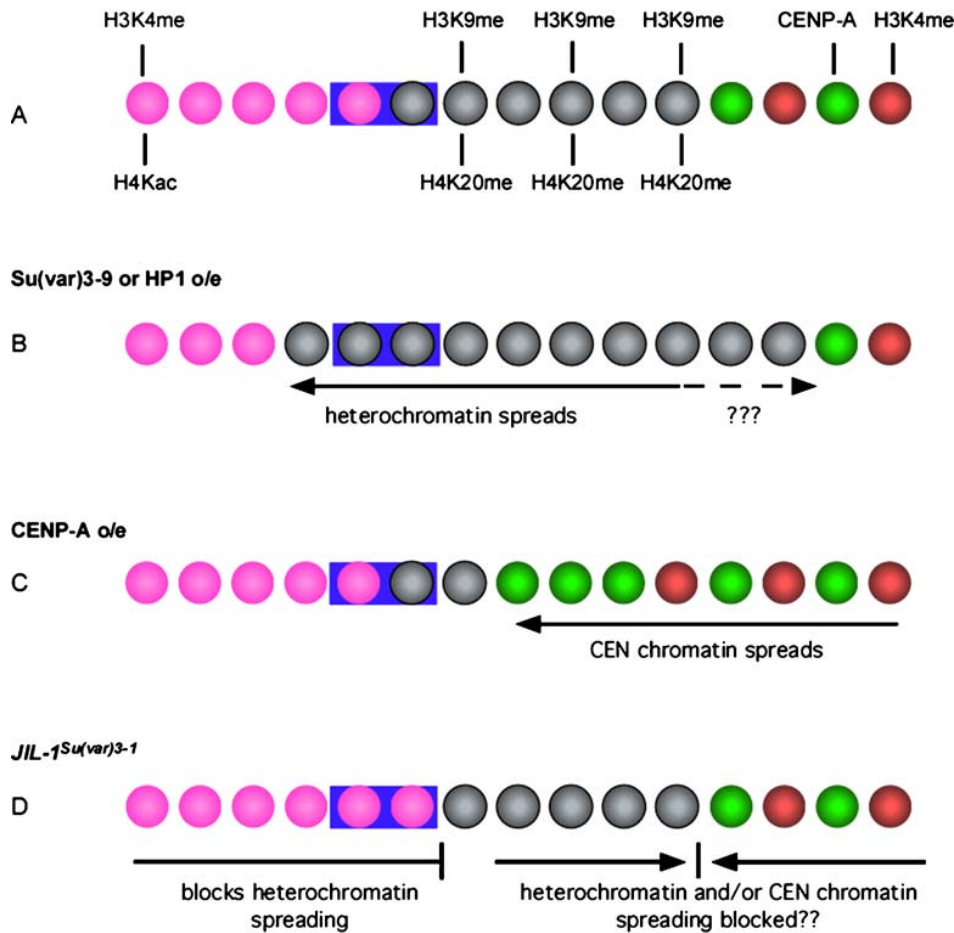 H3K4me H3K9me H3K9me H3K9me CENP-A H3K4me
A
H4Kac H4K20me H4K20me H4K20me
Su(var)3-9 or HP1 o/e
B
heterochromatin spreads ???
CENP-A o/e
C
CEN chromatin spreads
JIL-1Su(var)3-1
D
blocks heterochromatin heterochromatin and/or CEN chromatin
spreading spreading blocked??